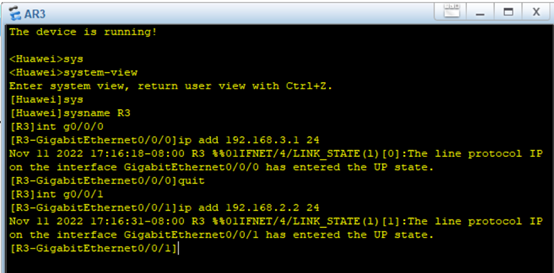 AR3
The device is running!
<Huawei>sys
<Huawei>system-view
Enter system view, return user view with Ctrl+Z.
[Huawei]sys
[Huawei]sysname R3
[R3]int g0/0/0
[R3-GigabitEthernet0/0/0]ip add 192.168.3.1 24
Nov 11 2022 17:16:18-08:00 R3 %%01IFNET/4/LINK_STATE(l)[0]:The line protocol IP
on the interface GigabitEthernet0/0/0 has entered the UP state.
[R3-GigabitEthernet0/0/0]quit
[R3]int g0/0/1
[R3-GigabitEthernet0/0/1]ip add 192.168.2.2 24
Nov 11 2022 17:16:31-08:00 R3 %%01IFNET/4/LINK_STATE(l)[1]:The line protocol IP
on the interface GigabitEthernet0/0/1 has entered the UP state.
[R3-GigabitEthernet0/0/1]